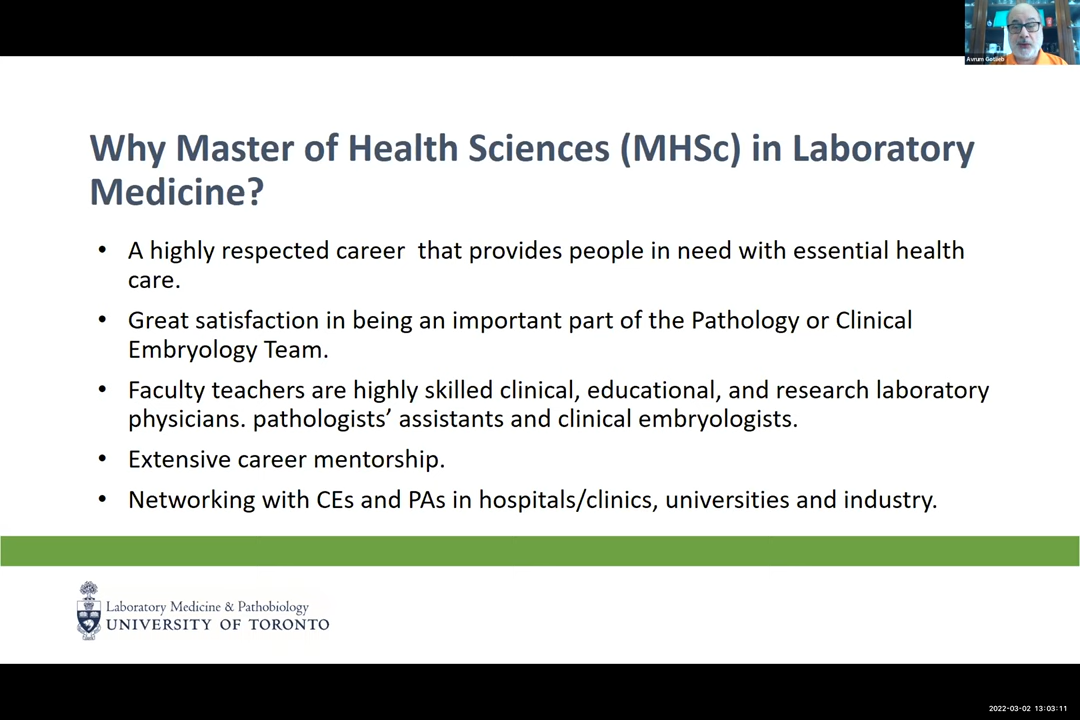 Avrum Gotlieb
Why Master of Health Sciences (MHSc) in Laboratory
Medicine?
• A highly respected career  that provides people in need with essential health
care.
• Great satisfaction in being an important part of the Pathology or Clinical
Embryology Team.
• Faculty teachers are highly skilled clinical, educational, and research laboratory
physicians. pathologists’ assistants and clinical embryologists.
• Extensive career mentorship.
• Networking with CEs and PAs in hospitals/clinics, universities and industry.
Laboratory Medicine & Pathobiology
UNIVERSITY OF TORONTO
2022-03-02 13:03:11